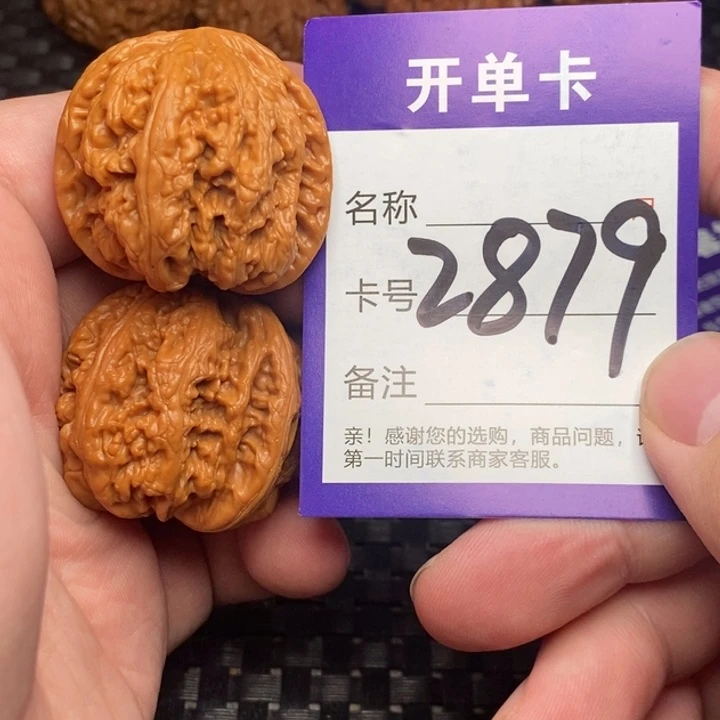 开单卡
名称
卡号 2879
备注
亲！感谢您的选购，商品问题，
第一时间联系商家客服。